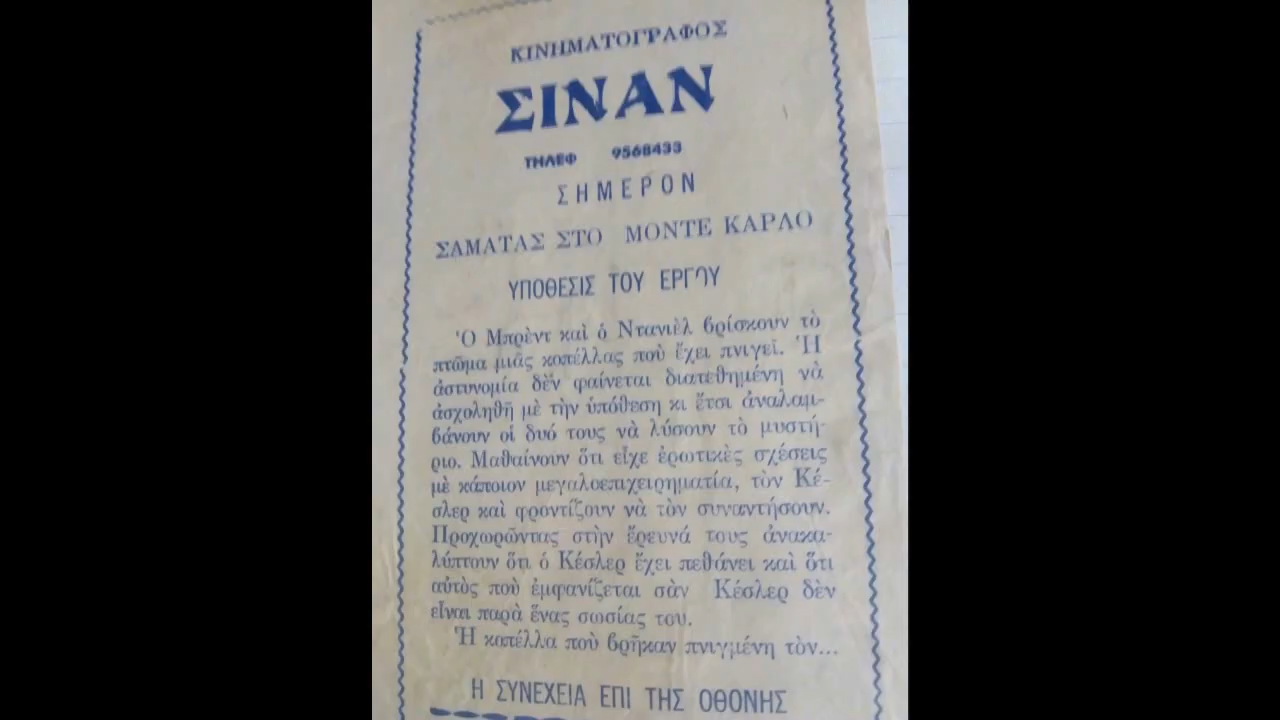 ΚΙΝΗΜΑΤΟΓΡΑΦΟΣ
ΣΙΝΑΝ
ΤΗΛΕΦ 9568433
ΣΗΜΕΡΟΝ
ΣΑΜΑΤΑΣ ΣΤΟ ΜΟΝΤΕ ΚΑΡΛΟ
ΥΠΟΘΕΣΙΣ ΤΟΥ ΕΡΓΟΥ
Ὁ Μπρὲντ καὶ ὁ Ντανιὲλ βρίσκουν τὸ
πτῶμα μιᾶς κοπέλλας ποὺ ἔχει πνιγεῖ. Ἡ
ἀστυνομία δὲν φαίνεται διατεθημένη νὰ
ἀσχοληθῆ μὲ τὴν ὑπόθεση κι ἔτσι ἀναλαμ-
βάνουν οἱ δυό τους νὰ λύσουν τὸ μυστή-
ριο. Μαθαίνουν ὅτι εἶχε ἐρωτικὲς σχέσεις
μὲ κάποιον μεγαλοεπιχειρηματία, τὸν Κέ-
σλερ καὶ φροντίζουν νὰ τὸν συναντήσουν.
Προχωρῶντας στὴν ἔρευνά τους ἀνακα-
λύπτουν ὅτι ὁ Κέσλερ ἔχει πεθάνει καὶ ὅτι
αὐτὸς ποὺ ἐμφανίζεται σὰν Κέσλερ δὲν
εἶναι παρὰ ἕνας σωσίας του.
Ἡ κοπέλλα ποὺ βρῆκαν πνιγμένη τὸν...
Η ΣΥΝΕΧΕΙΑ ΕΠΙ ΤΗΣ ΟΘΟΝΗΣ